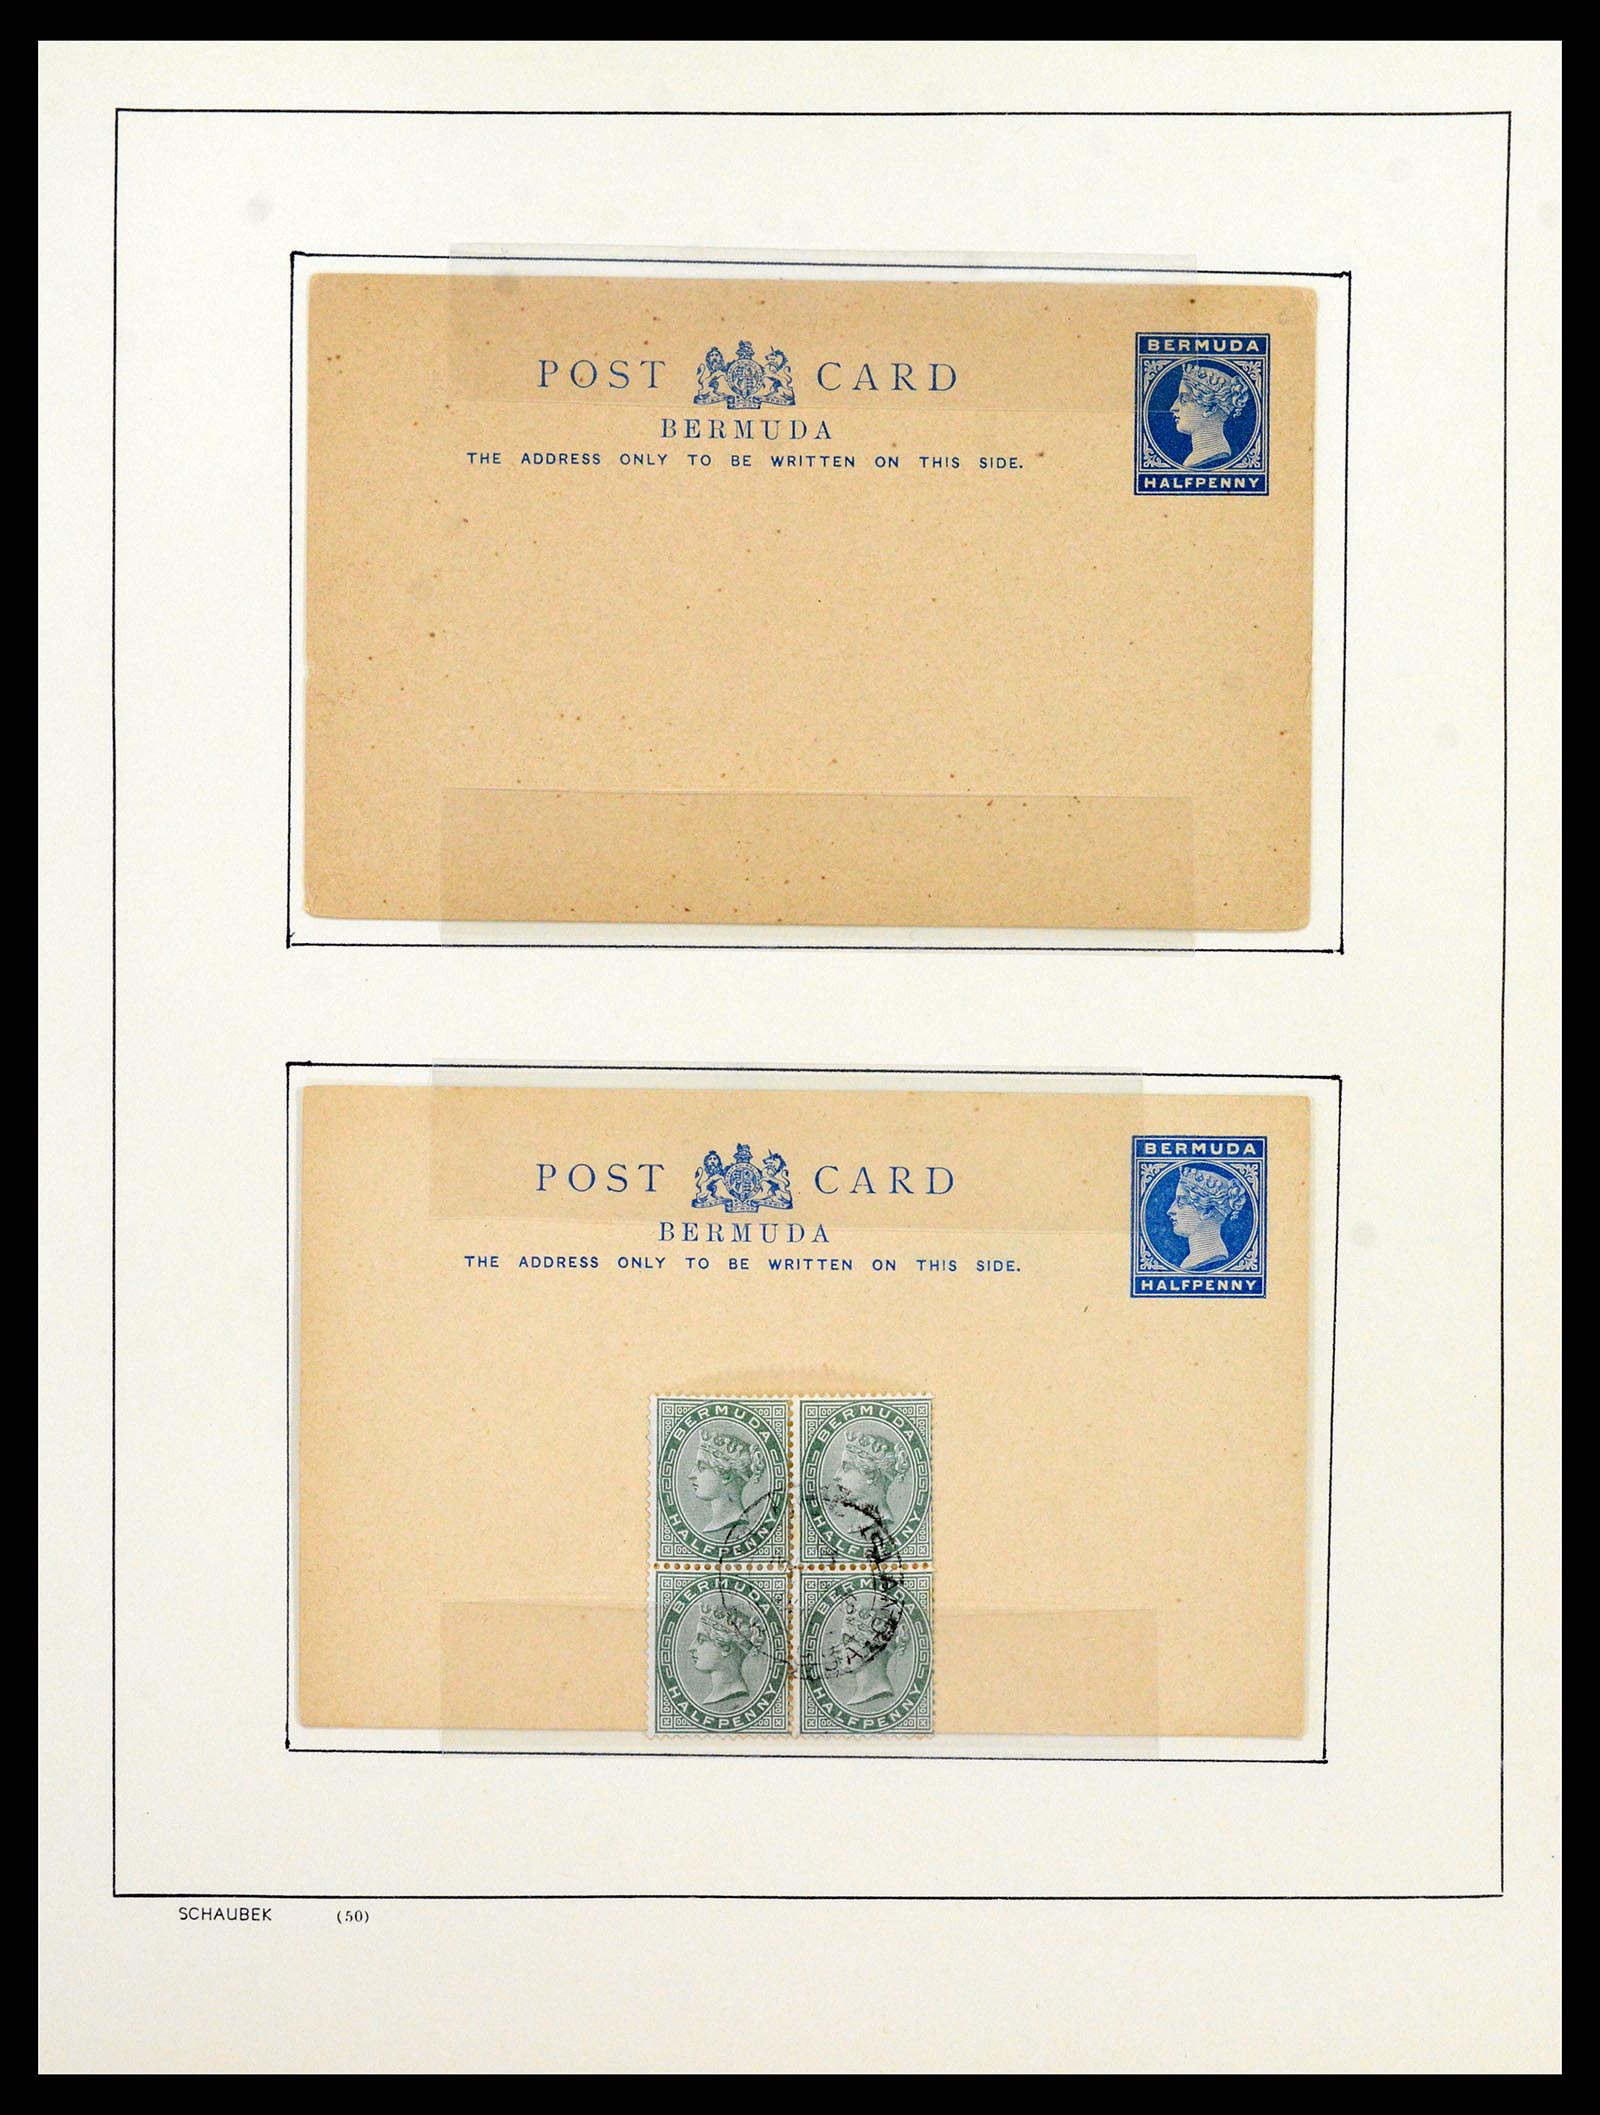 POST CARD
BERMUDA
THE ADDRESS ONLY TO BE WRITTEN ON THIS SIDE.
BERMUDA
HALFPENNY
POST CARD
BERMUDA
THE ADDRESS ONLY TO BE WRITTEN ON THIS SIDE.
BERMUDA
HALFPENNY
BERMUDA
HALFPENNY
BERMUDA
HALFPENNY
BERMUDA
HALFPENNY
BERMUDA
HALFPENNY
SCHAUBEK (50)